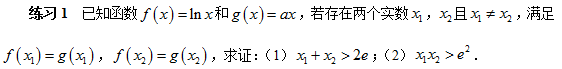 练习1 已知函数 f(x)=ln x 和 g(x)=ax，若存在两个实数 x₁，x₂ 且 x₁≠x₂，满足
f(x₁)=g(x₁)，f(x₂)=g(x₂)，求证：（1）x₁+x₂>2e；（2）x₁x₂>e²．